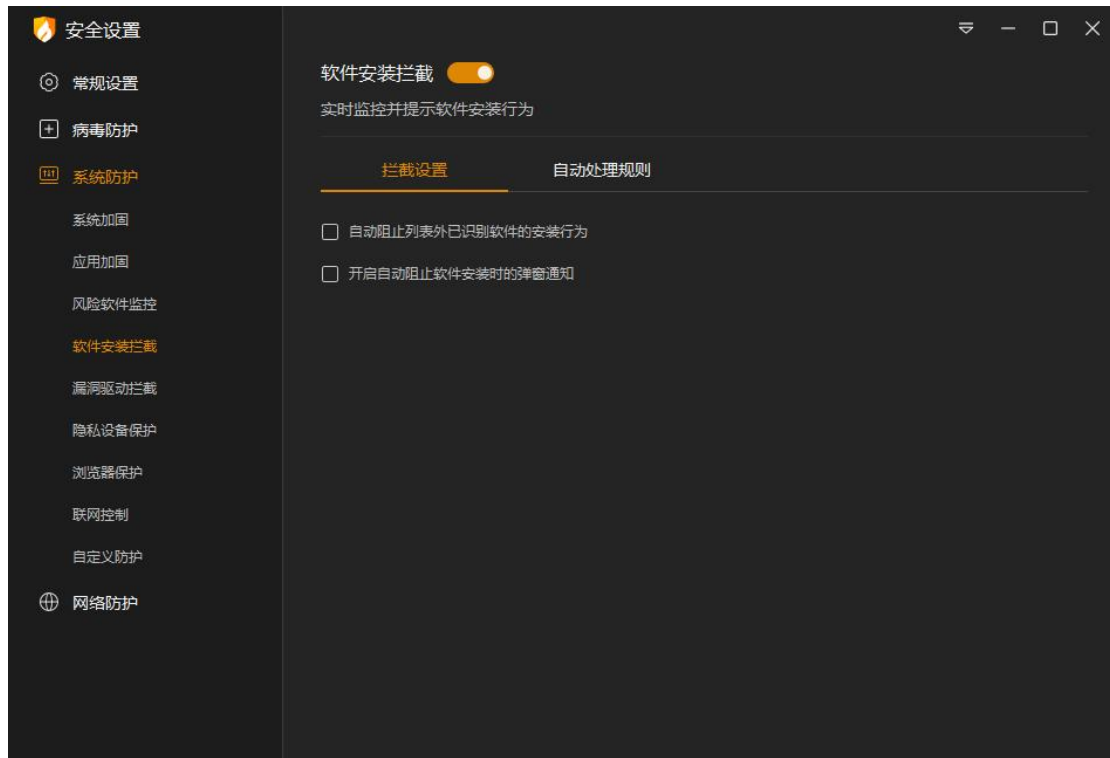 安全设置
常规设置
病毒防护
系统防护
系统加固
应用加固
风险软件监控
软件安装拦截
漏洞驱动拦截
隐私设备保护
浏览器保护
联网控制
自定义防护
网络防护
软件安装拦截
实时监控并提示软件安装行为
拦截设置 自动处理规则
自动阻止列表外已识别软件的安装行为
开启自动阻止软件安装时的弹窗通知